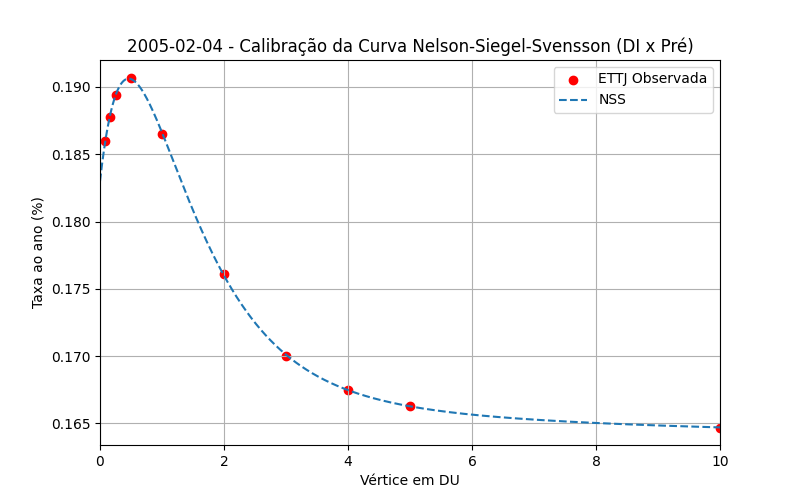 2005-02-04 - Calibração da Curva Nelson-Siegel-Svensson (DI x Pré)
ETTJ Observada
NSS
Taxa ao ano (%)
0.190
0.185
0.180
0.175
0.170
0.165
0 2 4 6 8 10
Vértice em DU